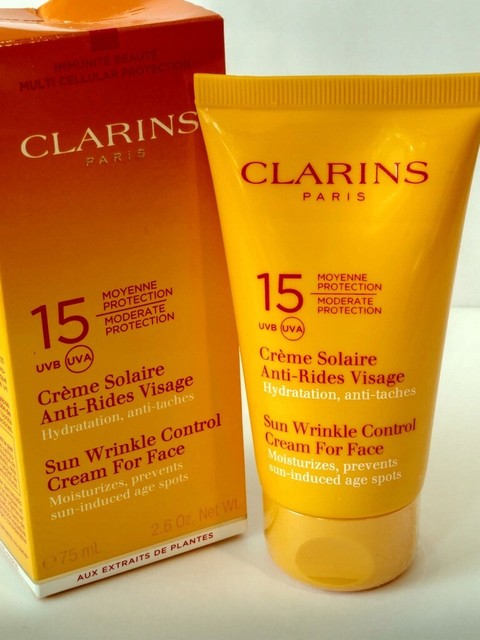 IMMUNITÉ BEAUTÉ
MULTI CELLULAR PROTECTION
CLARINS
PARIS
15
MOYENNE
PROTECTION
MODERATE
PROTECTION
UVB UVA
Crème Solaire
Anti-Rides Visage
Hydratation, anti-taches
Sun Wrinkle Control
Cream For Face
Moisturizes, prevents
sun-induced age spots
75 mL 2.6 Oz. Net Wt.
AUX EXTRAITS DE PLANTES
CLARINS
PARIS
15
MOYENNE
PROTECTION
MODERATE
PROTECTION
UVB UVA
Crème Solaire
Anti-Rides Visage
Hydratation, anti-taches
Sun Wrinkle Control
Cream For Face
Moisturizes, prevents
sun-induced age spots